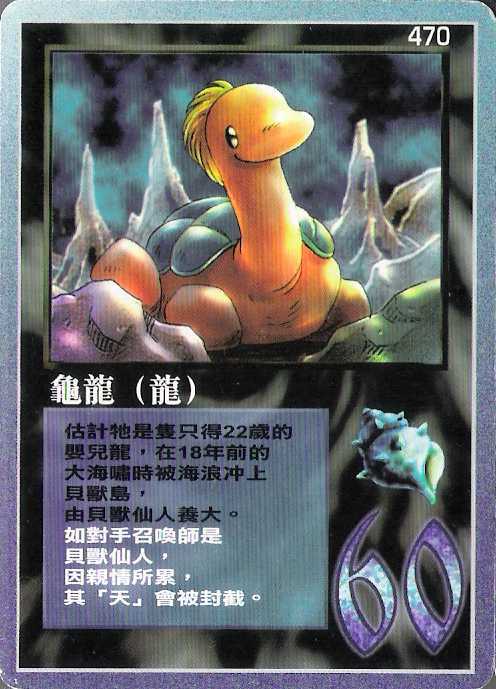 470
龜龍（龍）
估計牠是隻只得22歲的
嬰兒龍，在18年前的
大海嘯時被海浪冲上
貝獸島，
由貝獸仙人養大。
如對手召喚師是
貝獸仙人，
因親情所累，
其「天」會被封截。
60